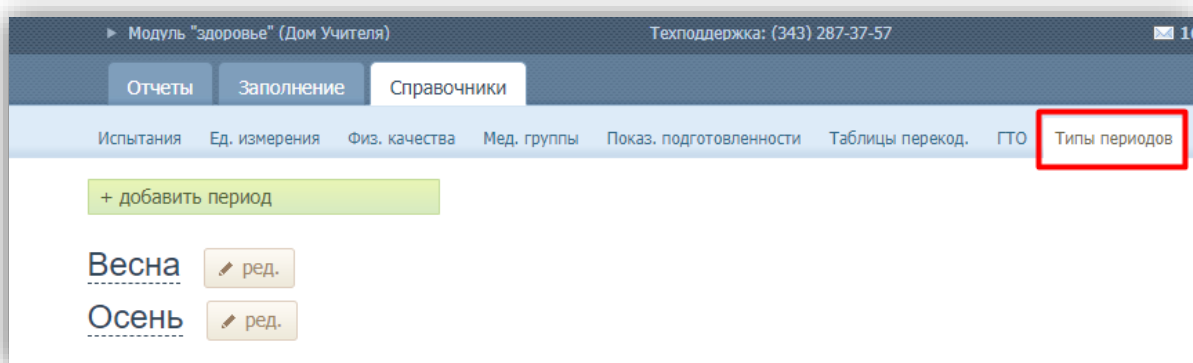 Модуль "здоровье" (Дом Учителя) Техподдержка: (343) 287-37-57
Отчеты Заполнение Справочники
Испытания Ед. измерения Физ. качества Мед. группы Показ. подготовленности Таблицы перекод. ГТО Типы периодов
+ добавить период
Весна ред.
Осень ред.